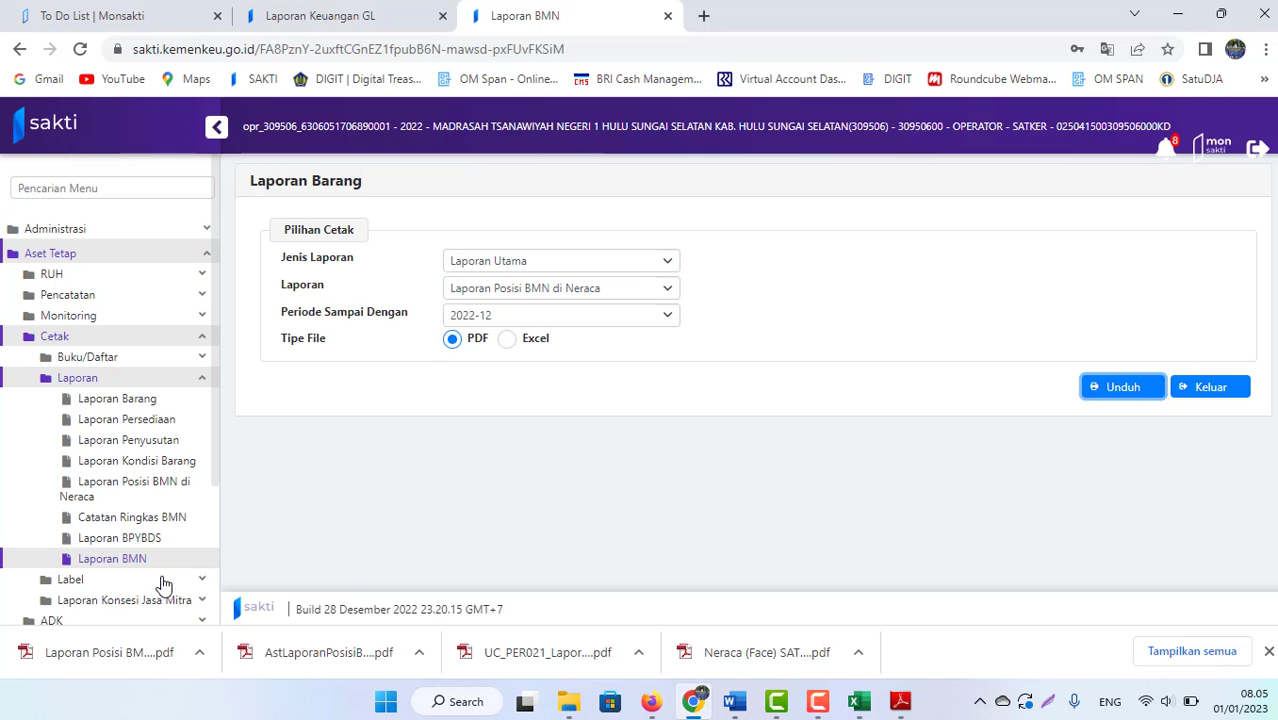 To Do List | Monsakti
Laporan Keuangan GL
Laporan BMN
sakti.kemenkeu.go.id/FA8PznY-2uxftCGnEZ1fpubB6N-mawsd-pxFUvFKSiM
Gmail
YouTube
Maps
SAKTI
DIGIT | Digital Treas...
OM Span - Online...
BRI Cash Managem...
Virtual Account Das...
DIGIT
Roundcube Webma...
OM SPAN
SatuDJA
sakti
opr_309506_6306051706890001 - 2022 - MADRASAH TSANAWIYAH NEGERI 1 HULU SUNGAI SELATAN KAB. HULU SUNGAI SELATAN(309506) - 30950600 - OPERATOR - SATKER - 025041500309506000KD
8
mon
sakti
Pencarian Menu
Administrasi
Aset Tetap
RUH
Pencatatan
Monitoring
Cetak
Buku/Daftar
Laporan
Laporan Barang
Laporan Persediaan
Laporan Penyusutan
Laporan Kondisi Barang
Laporan Posisi BMN di
Neraca
Catatan Ringkas BMN
Laporan BPYBDS
Laporan BMN
Label
Laporan Konsesi Jasa Mitra
ADK
Laporan Barang
Pilihan Cetak
Jenis Laporan
Laporan Utama
Laporan
Laporan Posisi BMN di Neraca
Periode Sampai Dengan
2022-12
Tipe File
PDF
Excel
Unduh
Keluar
sakti
Build 28 Desember 2022 23.20.15 GMT+7
Laporan Posisi BM....pdf
AstLaporanPosisiB....pdf
UC_PER021_Lapor....pdf
Neraca (Face) SAT....pdf
Tampilkan semua
Search
ENG
08.05
01/01/2023